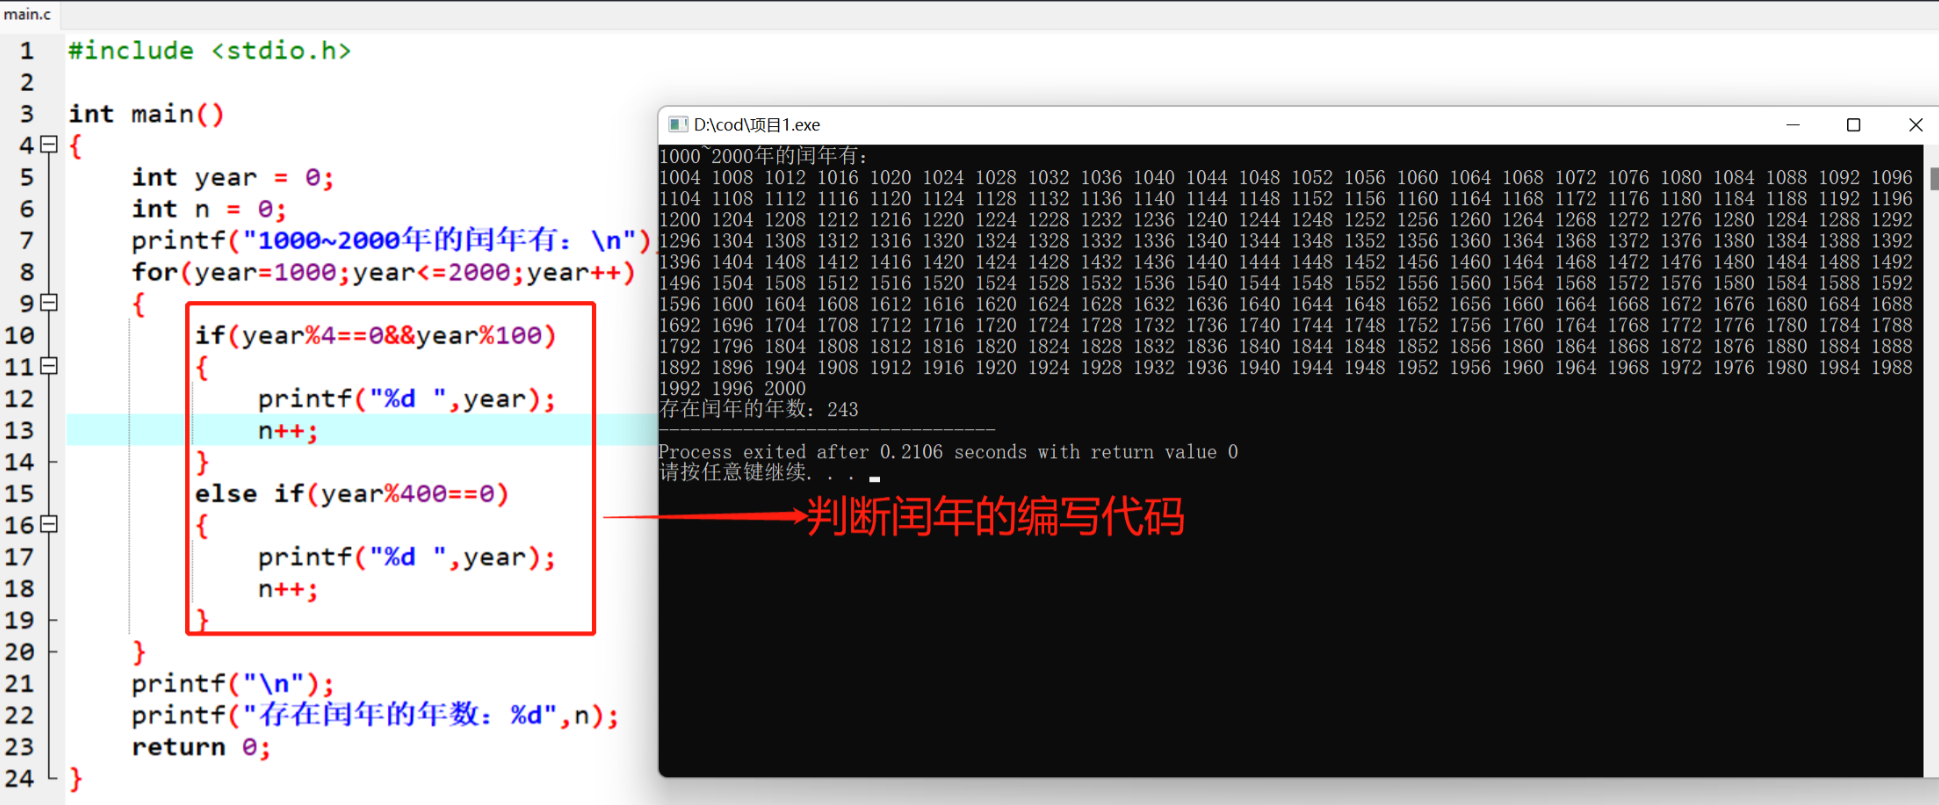 main.c
1 #include <stdio.h>
2
3 int main()
4 {
5 int year = 0;
6 int n = 0;
7 printf("1000~2000年的闰年有：\n")
8 for(year=1000;year<=2000;year++)
9 {
10 if(year%4==0&&year%100)
11 {
12 printf("%d ",year);
13 n++;
14 }
15 else if(year%400==0)
16 {
17 printf("%d ",year);
18 n++;
19 }
20 }
21 printf("\n");
22 printf("存在闰年的年数：%d",n);
23 return 0;
24 }
D:\cod\项目1.exe
1000~2000年的闰年有：
1004 1008 1012 1016 1020 1024 1028 1032 1036 1040 1044 1048 1052 1056 1060 1064 1068 1072 1076 1080 1084 1088 1092 1096
1104 1108 1112 1116 1120 1124 1128 1132 1136 1140 1144 1148 1152 1156 1160 1164 1168 1172 1176 1180 1184 1188 1192 1196
1200 1204 1208 1212 1216 1220 1224 1228 1232 1236 1240 1244 1248 1252 1256 1260 1264 1268 1272 1276 1280 1284 1288 1292
1296 1304 1308 1312 1316 1320 1324 1328 1332 1336 1340 1344 1348 1352 1356 1360 1364 1368 1372 1376 1380 1384 1388 1392
1396 1404 1408 1412 1416 1420 1424 1428 1432 1436 1440 1444 1448 1452 1456 1460 1464 1468 1472 1476 1480 1484 1488 1492
1496 1504 1508 1512 1516 1520 1524 1528 1532 1536 1540 1544 1548 1552 1556 1560 1564 1568 1572 1576 1580 1584 1588 1592
1596 1600 1604 1608 1612 1616 1620 1624 1628 1632 1636 1640 1644 1648 1652 1656 1660 1664 1668 1672 1676 1680 1684 1688
1692 1696 1704 1708 1712 1716 1720 1724 1728 1732 1736 1740 1744 1748 1752 1756 1760 1764 1768 1772 1776 1780 1784 1788
1792 1796 1804 1808 1812 1816 1820 1824 1828 1832 1836 1840 1844 1848 1852 1856 1860 1864 1868 1872 1876 1880 1884 1888
1892 1896 1904 1908 1912 1916 1920 1924 1928 1932 1936 1940 1944 1948 1952 1956 1960 1964 1968 1972 1976 1980 1984 1988
1992 1996 2000
存在闰年的年数：243
--------------------------------
Process exited after 0.2106 seconds with return value 0
请按任意键继续. . .
判断闰年的编写代码